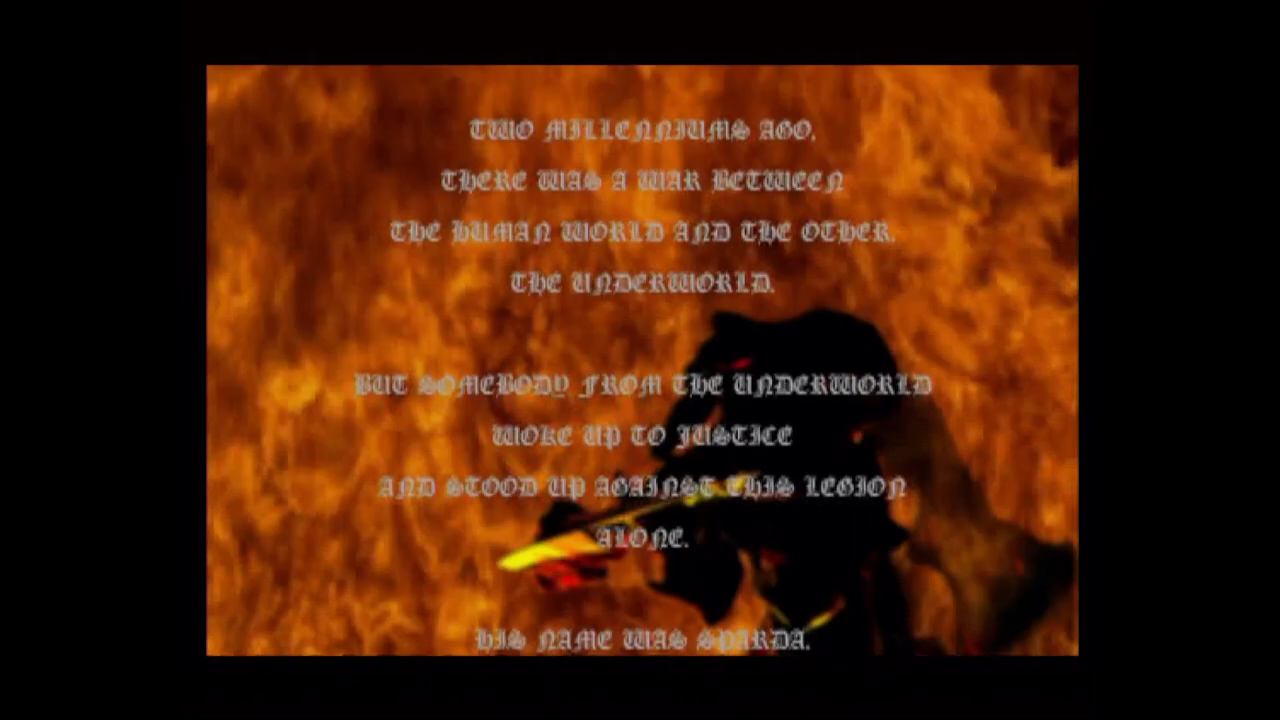 TWO MILLENNIUMS AGO,
THERE WAS A WAR BETWEEN
THE HUMAN WORLD AND THE OTHER.
THE UNDERWORLD.
BUT SOMEBODY FROM THE UNDERWORLD
WOKE UP TO JUSTICE
AND STOOD UP AGAINST THIS LEGION
ALONE.
HIS NAME WAS SPARDA.